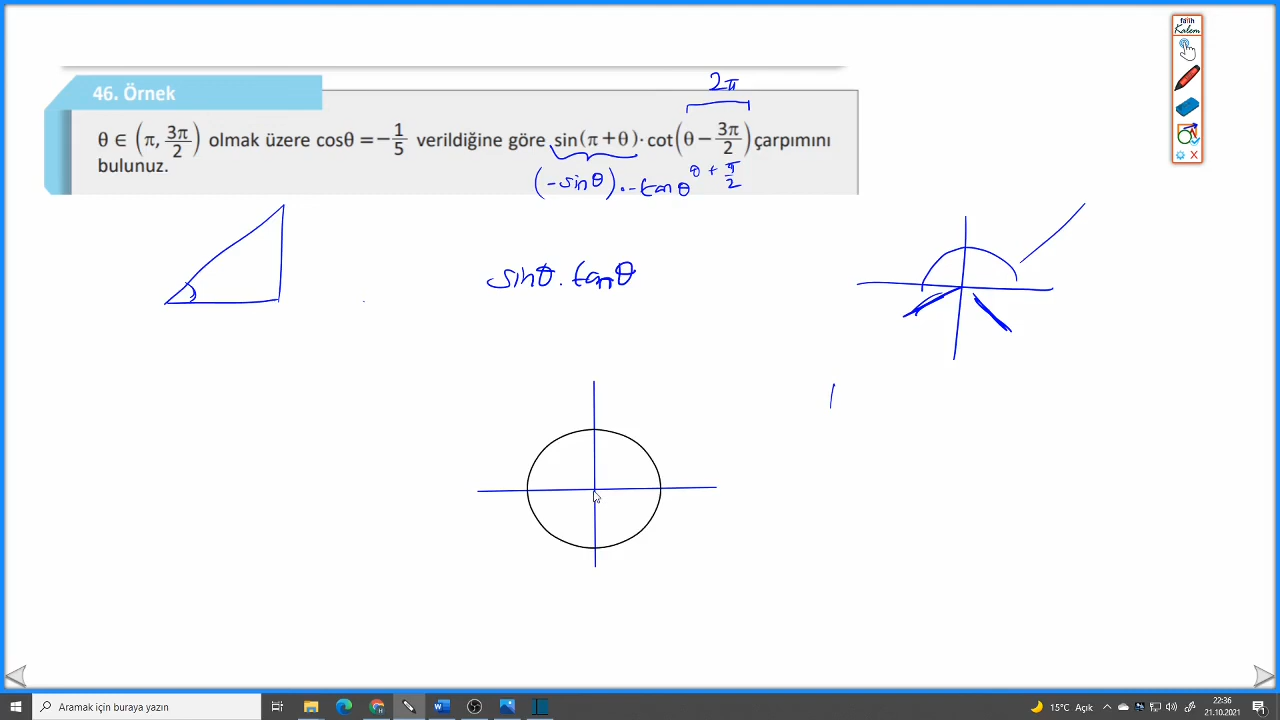 fatih
Kalem
2π
46. Örnek
θ ∈ (π, 3π/2) olmak üzere cosθ = -1/5 verildiğine göre sin(π+θ)·cot(θ - 3π/2) çarpımını
bulunuz.
θ + π/2
(-sinθ).-tanθ
sinθ.tanθ
Aramak için buraya yazın
15°C Açık
22:36
21.10.2021
1